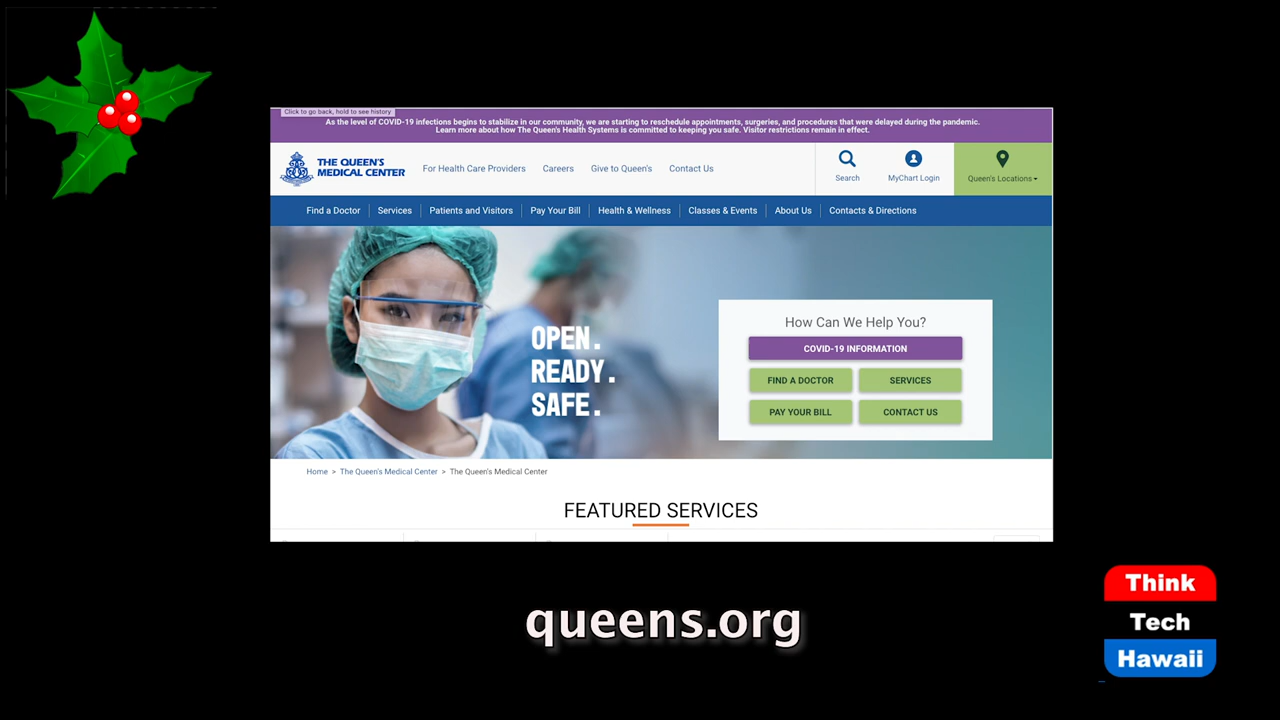 Click to go back, hold to see history
As the level of COVID-19 infections begins to stabilize in our community, we are starting to reschedule appointments, surgeries, and procedures that were delayed during the pandemic.
Learn more about how The Queen's Health Systems is committed to keeping you safe. Visitor restrictions remain in effect.
THE QUEEN'S
MEDICAL CENTER
For Health Care Providers Careers Give to Queen's Contact Us
Search MyChart Login Queen's Locations
Find a Doctor Services Patients and Visitors Pay Your Bill Health & Wellness Classes & Events About Us Contacts & Directions
OPEN.
READY.
SAFE.
How Can We Help You?
COVID-19 INFORMATION
FIND A DOCTOR SERVICES
PAY YOUR BILL CONTACT US
Home > The Queen's Medical Center > The Queen's Medical Center
FEATURED SERVICES
queens.org
Think
Tech
Hawaii